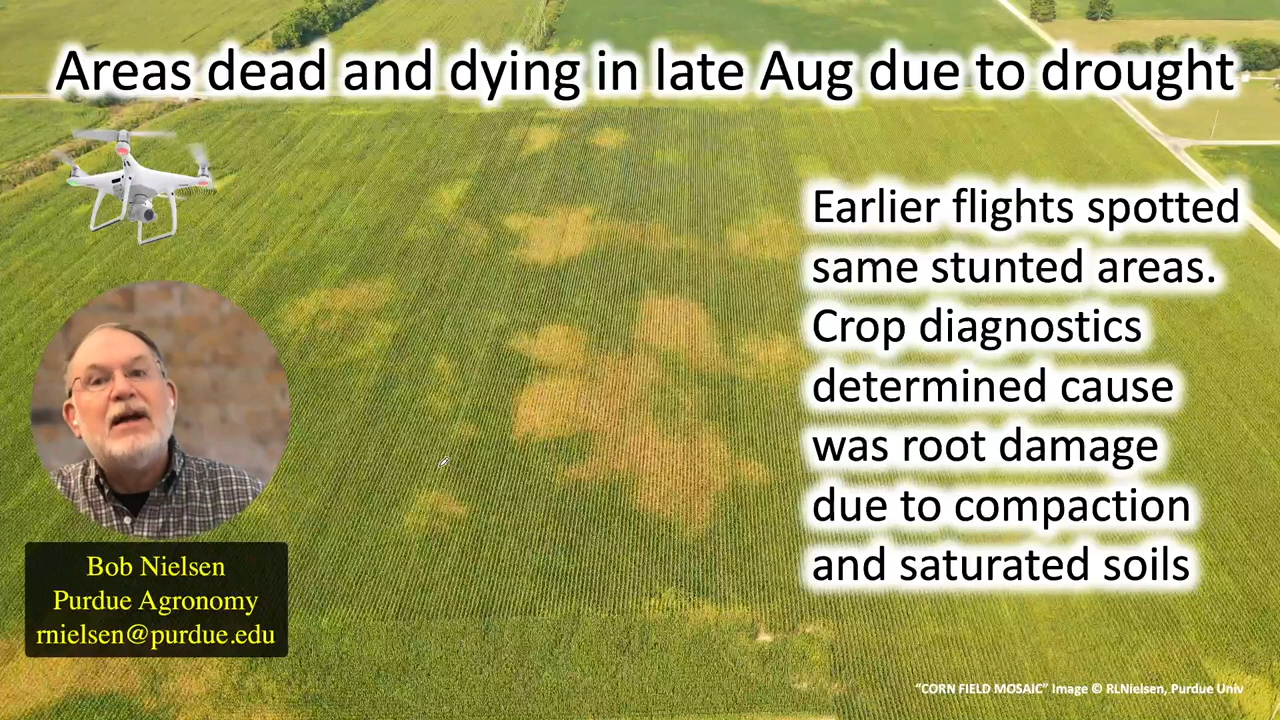 Areas dead and dying in late Aug due to drought
Earlier flights spotted
same stunted areas.
Crop diagnostics
determined cause
was root damage
due to compaction
and saturated soils
Bob Nielsen
Purdue Agronomy
rnielsen@purdue.edu
“CORN FIELD MOSAIC” Image © RLNielsen, Purdue Univ